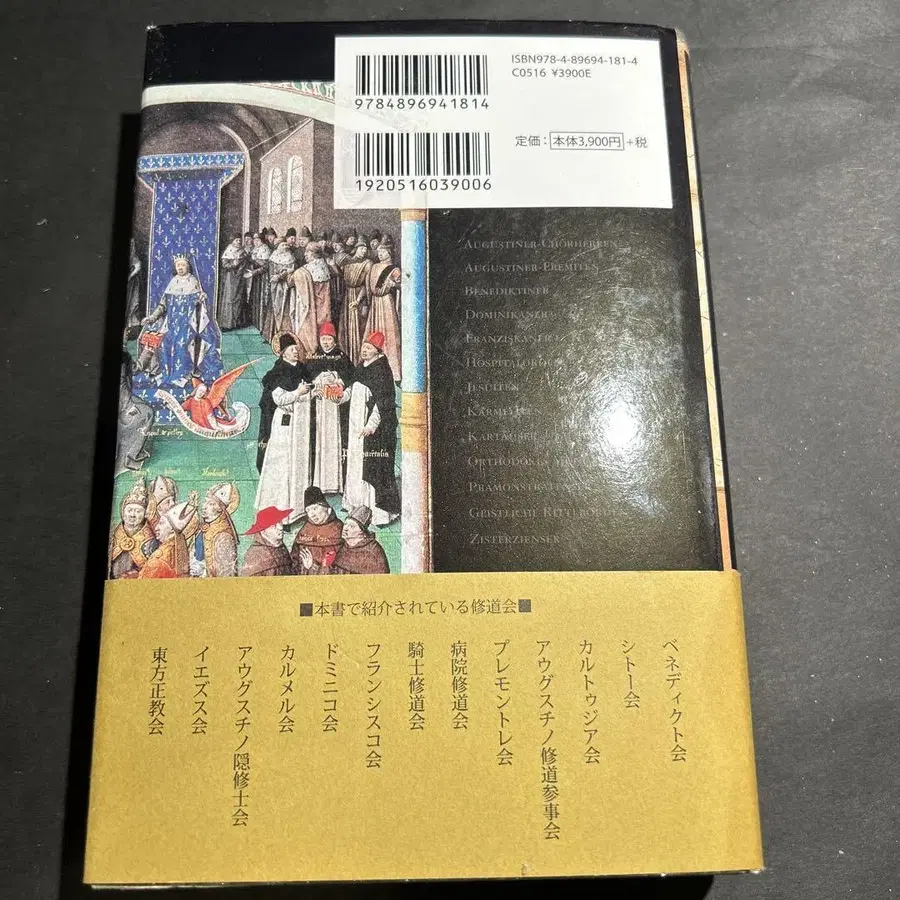 ISBN978-4-89694-181-4
C0516 ¥3900E
9784896941814
定価：本体3,900円+税
1920516039006
AUGUSTINER-CHORHERREN
AUGUSTINER-EREMITEN
BENEDIKTINER
DOMINIKANER
FRANZISKANER
JESUITEN
KARMELITEN
KARTÄUSER
GEISTLICHE RITTERORDEN
ZISTERZIENSER
■本書で紹介されている修道会■
ベネディクト会
シトー会
カルトゥジア会
アウグスチノ修道参事会
プレモントレ会
病院修道会
騎士修道会
フランシスコ会
ドミニコ会
カルメル会
アウグスチノ隠修士会
イエズス会
東方正教会